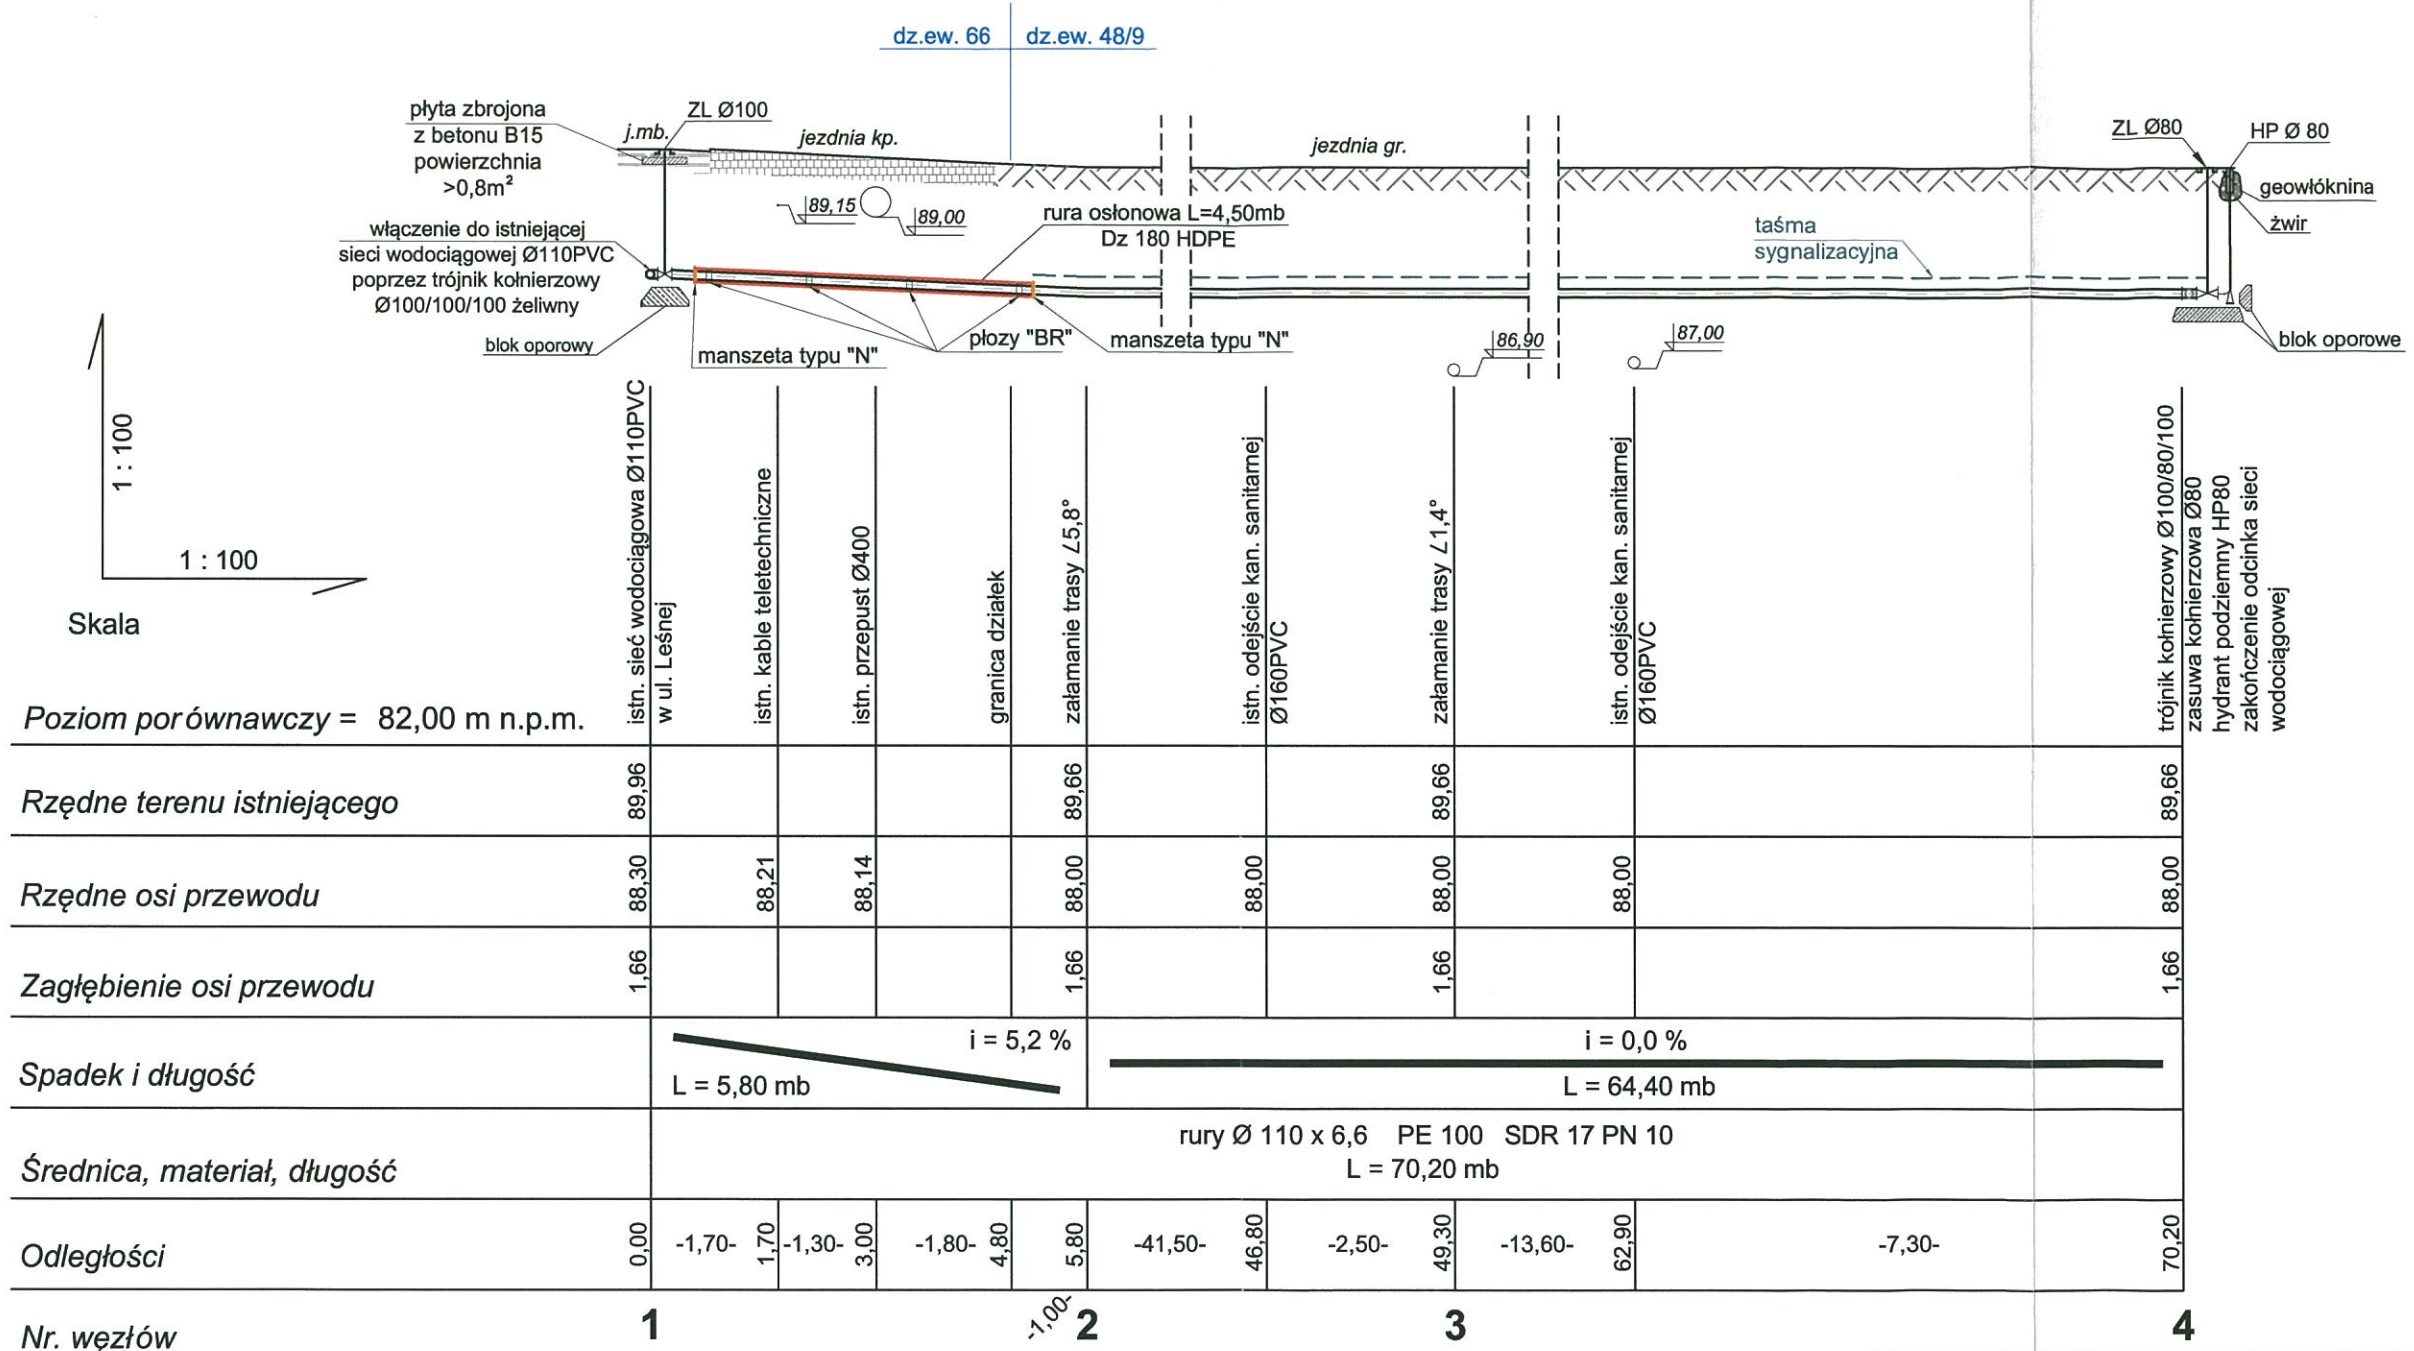 dz.ew. 66
dz.ew. 48/9
płyta zbrojona
z betonu B15
powierzchnia
>0,8m²
j.mb.
ZL Ø100
jezdnia kp.
jezdnia gr.
ZL Ø80
HP Ø 80
geowłóknina
żwir
włączenie do istniejącej
sieci wodociągowej Ø110PVC
poprzez trójnik kołnierzowy
Ø100/100/100 żeliwny
89,15
89,00
rura osłonowa L=4,50mb
Dz 180 HDPE
taśma
sygnalizacyjna
blok oporowy
manszeta typu "N"
płozy "BR"
manszeta typu "N"
86,90
87,00
blok oporowe
1 : 100
1 : 100
Skala
istn. sieć wodociągowa Ø110PVC
w ul. Leśnej
istn. kable teletechniczne
istn. przepust Ø400
granica działek
załamanie trasy ∠5,8°
istn. odejście kan. sanitarnej
Ø160PVC
załamanie trasy ∠1,4°
istn. odejście kan. sanitarnej
Ø160PVC
trójnik kołnierzowy Ø100/80/100
zasuwa kołnierzowa Ø80
hydrant podziemny HP80
zakończenie odcinka sieci
wodociągowej
Poziom porównawczy = 82,00 m n.p.m.
Rzędne terenu istniejącego 89,96 89,66 89,66 89,66
Rzędne osi przewodu 88,30 88,21 88,14 88,00 88,00 88,00 88,00 88,00
Zagłębienie osi przewodu 1,66 1,66 1,66 1,66
Spadek i długość
i = 5,2 %
L = 5,80 mb
i = 0,0 %
L = 64,40 mb
Średnica, materiał, długość
rury Ø 110 x 6,6 PE 100 SDR 17 PN 10
L = 70,20 mb
Odległości 0,00 -1,70- 1,70 -1,30- 3,00 -1,80- 4,80 5,80 -41,50- 46,80 -2,50- 49,30 -13,60- 62,90 -7,30- 70,20
-1,00-
Nr. węzłów 1 2 3 4